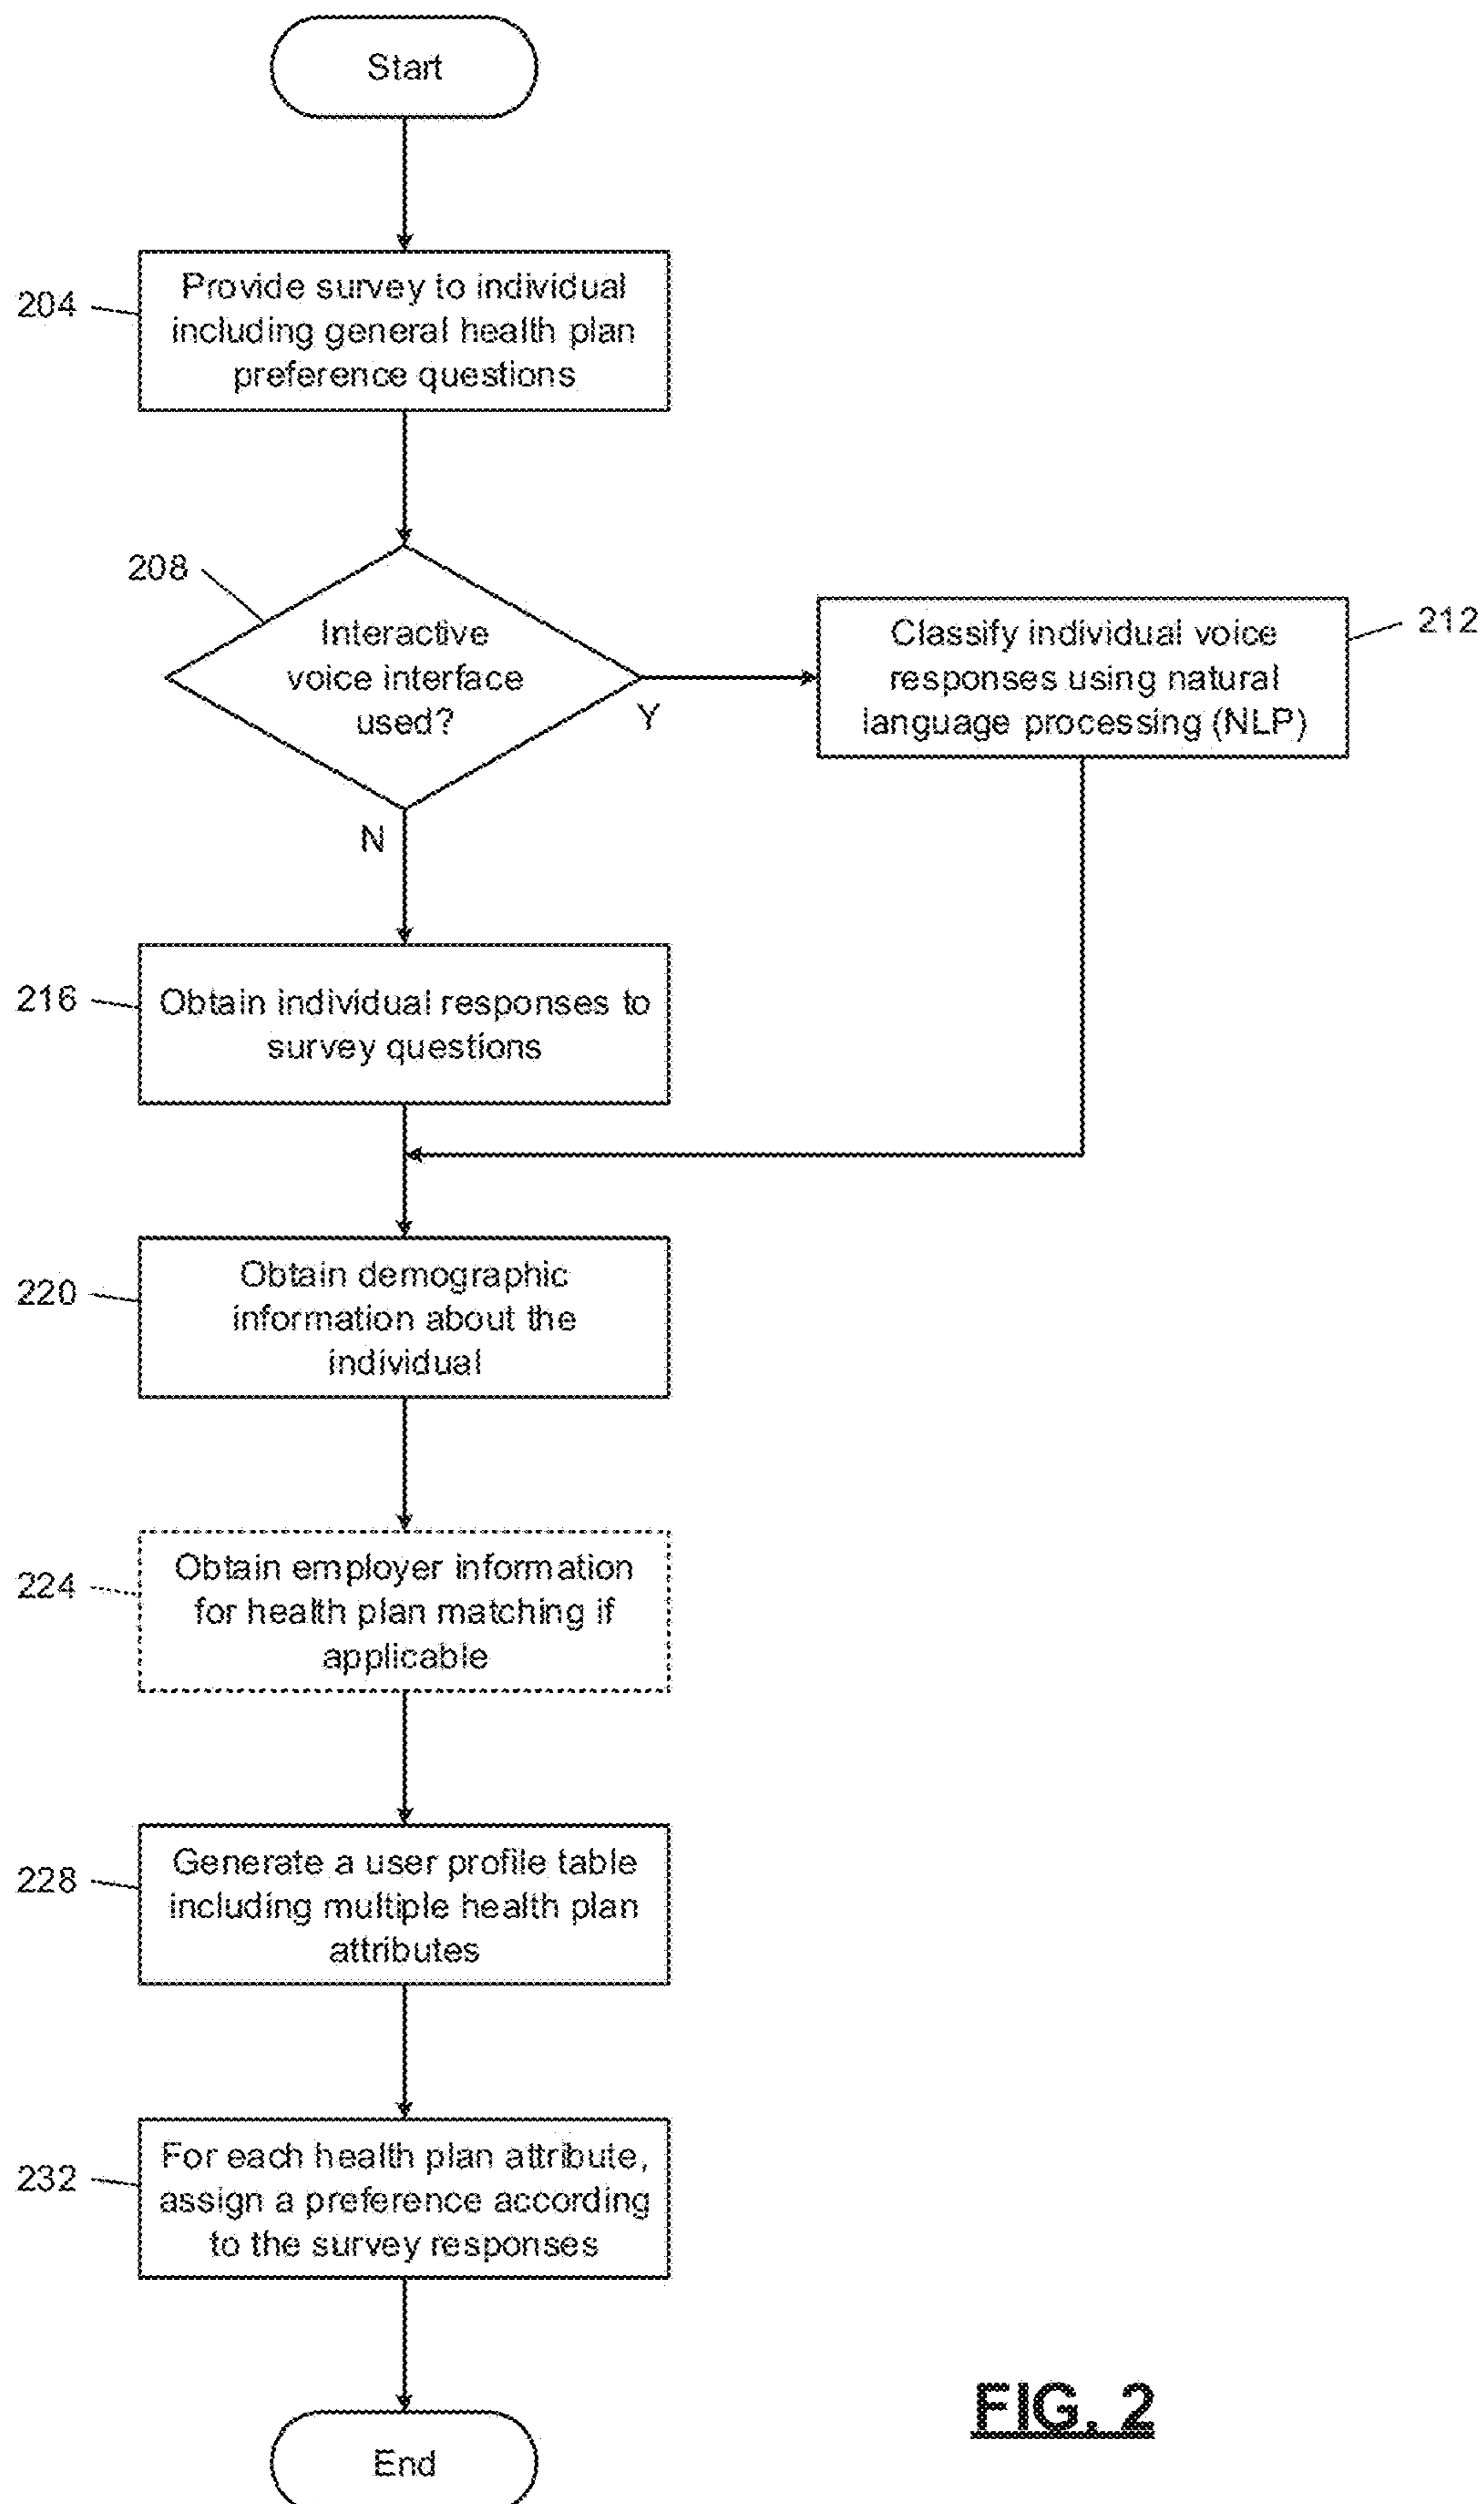 Start
204
Provide survey to individual
including general health plan
preference questions
208
Interactive
voice interface
used?
Y
N
212
Classify individual voice
responses using natural
language processing (NLP)
216
Obtain individual responses to
survey questions
220
Obtain demographic
information about the
individual
224
Obtain employer information
for health plan matching if
applicable
228
Generate a user profile table
including multiple health plan
attributes
232
For each health plan attribute,
assign a preference according
to the survey responses
End
FIG. 2